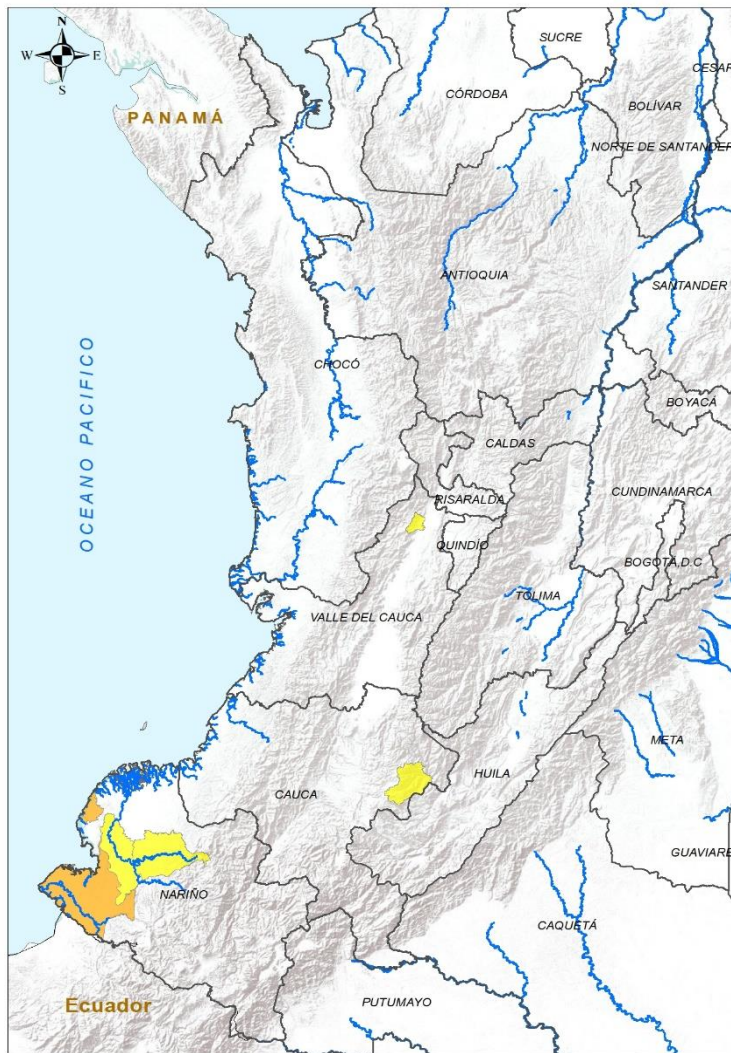 N
W E
S
SUCRE
CESAR
CÓRDOBA
BOLÍVAR
PANAMÁ
NORTE DE SANTANDER
ANTIOQUIA
SANTANDER
OCEANO PACIFICO
CHOCÓ
BOYACÁ
CALDAS
CUNDINAMARCA
RISARALDA
QUINDÍO
BOGOTÁ, D.C
TOLIMA
VALLE DEL CAUCA
META
HUILA
CAUCA
GUAVIARE
NARIÑO
CAQUETÁ
PUTUMAYO
Ecuador